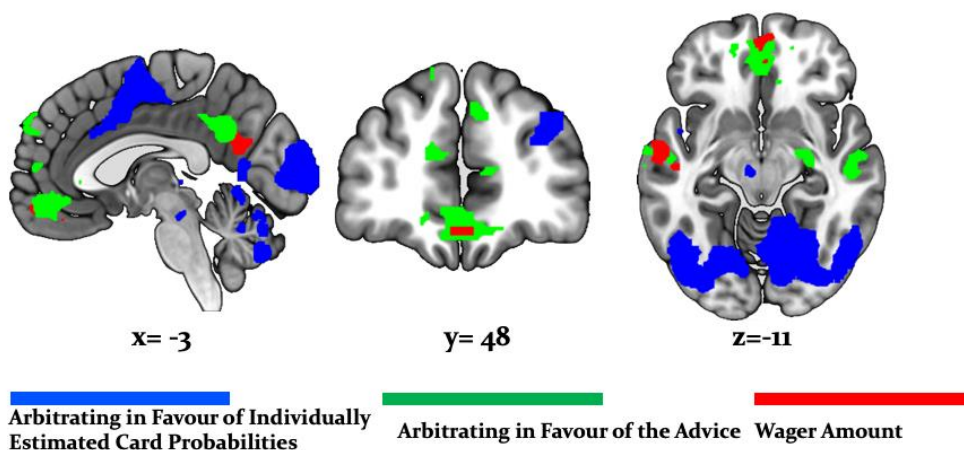 x= -3
y= 48
z=-11
Arbitrating in Favour of Individually
Estimated Card Probabilities
Arbitrating in Favour of the Advice
Wager Amount